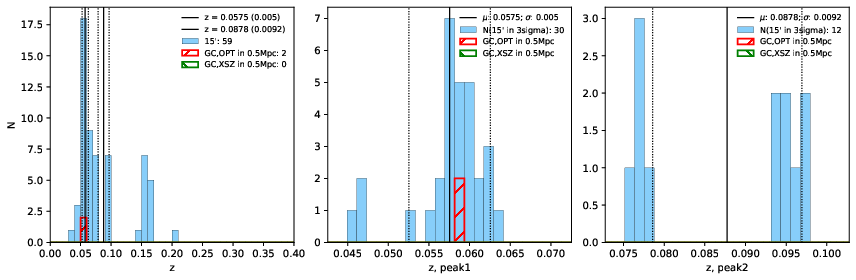 z = 0.0575 (0.005)
z = 0.0878 (0.0092)
15': 59
GC,OPT in 0.5Mpc: 2
GC,XSZ in 0.5Mpc: 0
17.5
15.0
12.5
10.0
7.5
5.0
2.5
0.0
N
0.00 0.05 0.10 0.15 0.20 0.25 0.30 0.35 0.40
z
μ: 0.0575; σ: 0.005
N(15' in 3sigma): 30
GC,OPT in 0.5Mpc
GC,XSZ in 0.5Mpc
7
6
5
4
3
2
1
0
0.045 0.050 0.055 0.060 0.065 0.070
z, peak1
μ: 0.0878; σ: 0.0092
N(15' in 3sigma): 12
GC,OPT in 0.5Mpc
GC,XSZ in 0.5Mpc
3.0
2.5
2.0
1.5
1.0
0.5
0.0
0.075 0.080 0.085 0.090 0.095 0.100
z, peak2